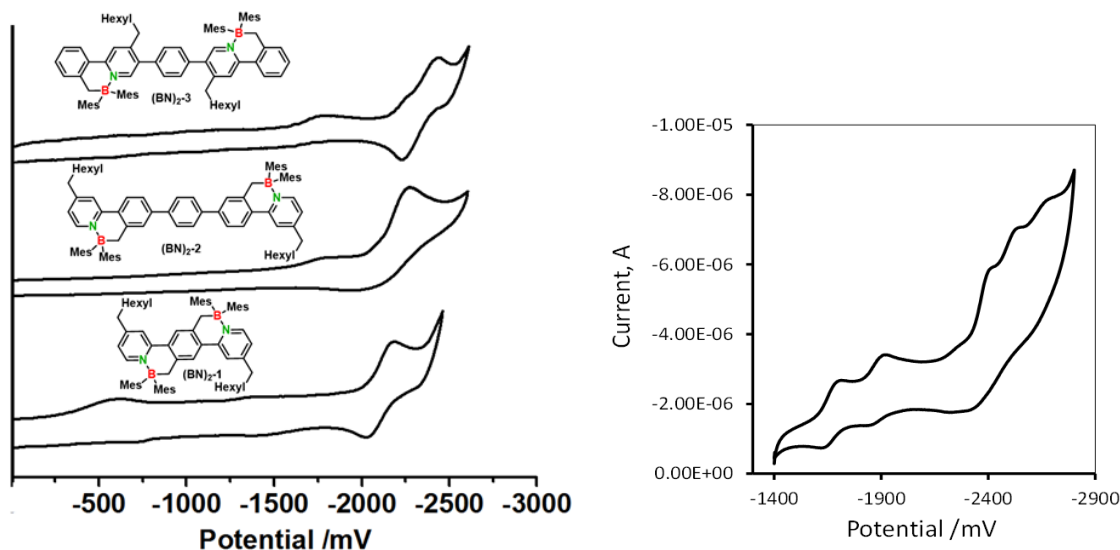 Hexyl
Mes
Mes
B
N
N
B
Mes
Mes
(BN)₂-3
Hexyl
Hexyl
Mes
Mes
B
N
N
B
Mes
Mes
(BN)₂-2
Hexyl
Hexyl
Mes
Mes
B
N
N
B
Mes
Mes
(BN)₂-1
Hexyl
-500 -1000 -1500 -2000 -2500 -3000
Potential /mV
-1.00E-05
-8.00E-06
-6.00E-06
-4.00E-06
-2.00E-06
0.00E+00
Current, A
-1400 -1900 -2400 -2900
Potential /mV